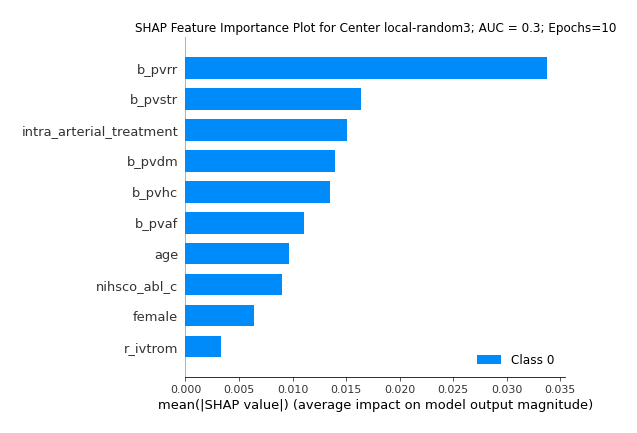 SHAP Feature Importance Plot for Center local-random3; AUC = 0.3; Epochs=10
b_pvrr
b_pvstr
intra_arterial_treatment
b_pvdm
b_pvhc
b_pvaf
age
nihsco_abl_c
female
r_ivtrom
Class 0
0.000 0.005 0.010 0.015 0.020 0.025 0.030 0.035
mean(|SHAP value|) (average impact on model output magnitude)